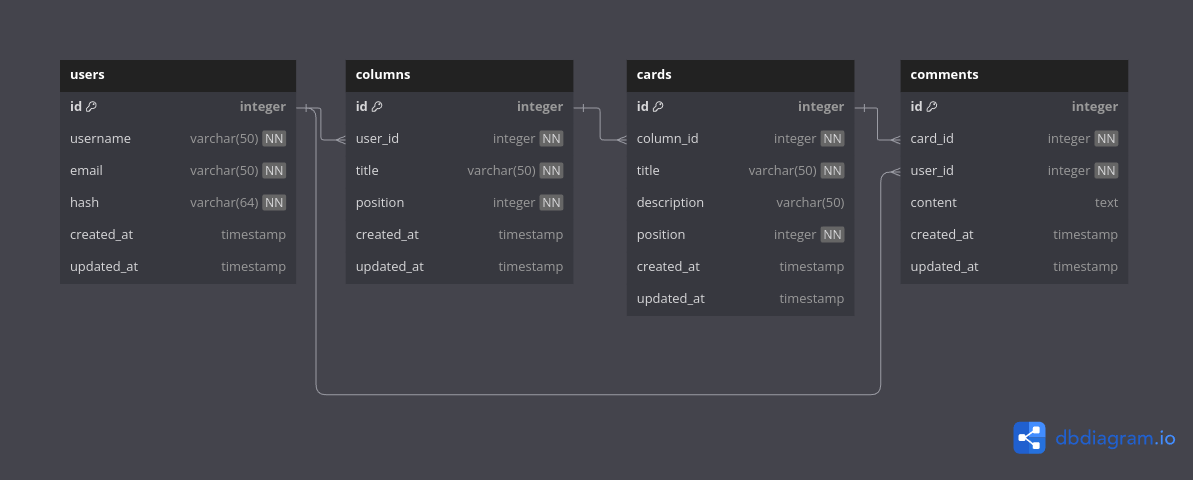 users
id integer
username varchar(50) NN
email varchar(50) NN
hash varchar(64) NN
created_at timestamp
updated_at timestamp
columns
id integer
user_id integer NN
title varchar(50) NN
position integer NN
created_at timestamp
updated_at timestamp
cards
id integer
column_id integer NN
title varchar(50) NN
description varchar(50)
position integer NN
created_at timestamp
updated_at timestamp
comments
id integer
card_id integer NN
user_id integer NN
content text
created_at timestamp
updated_at timestamp
dbdiagram.io